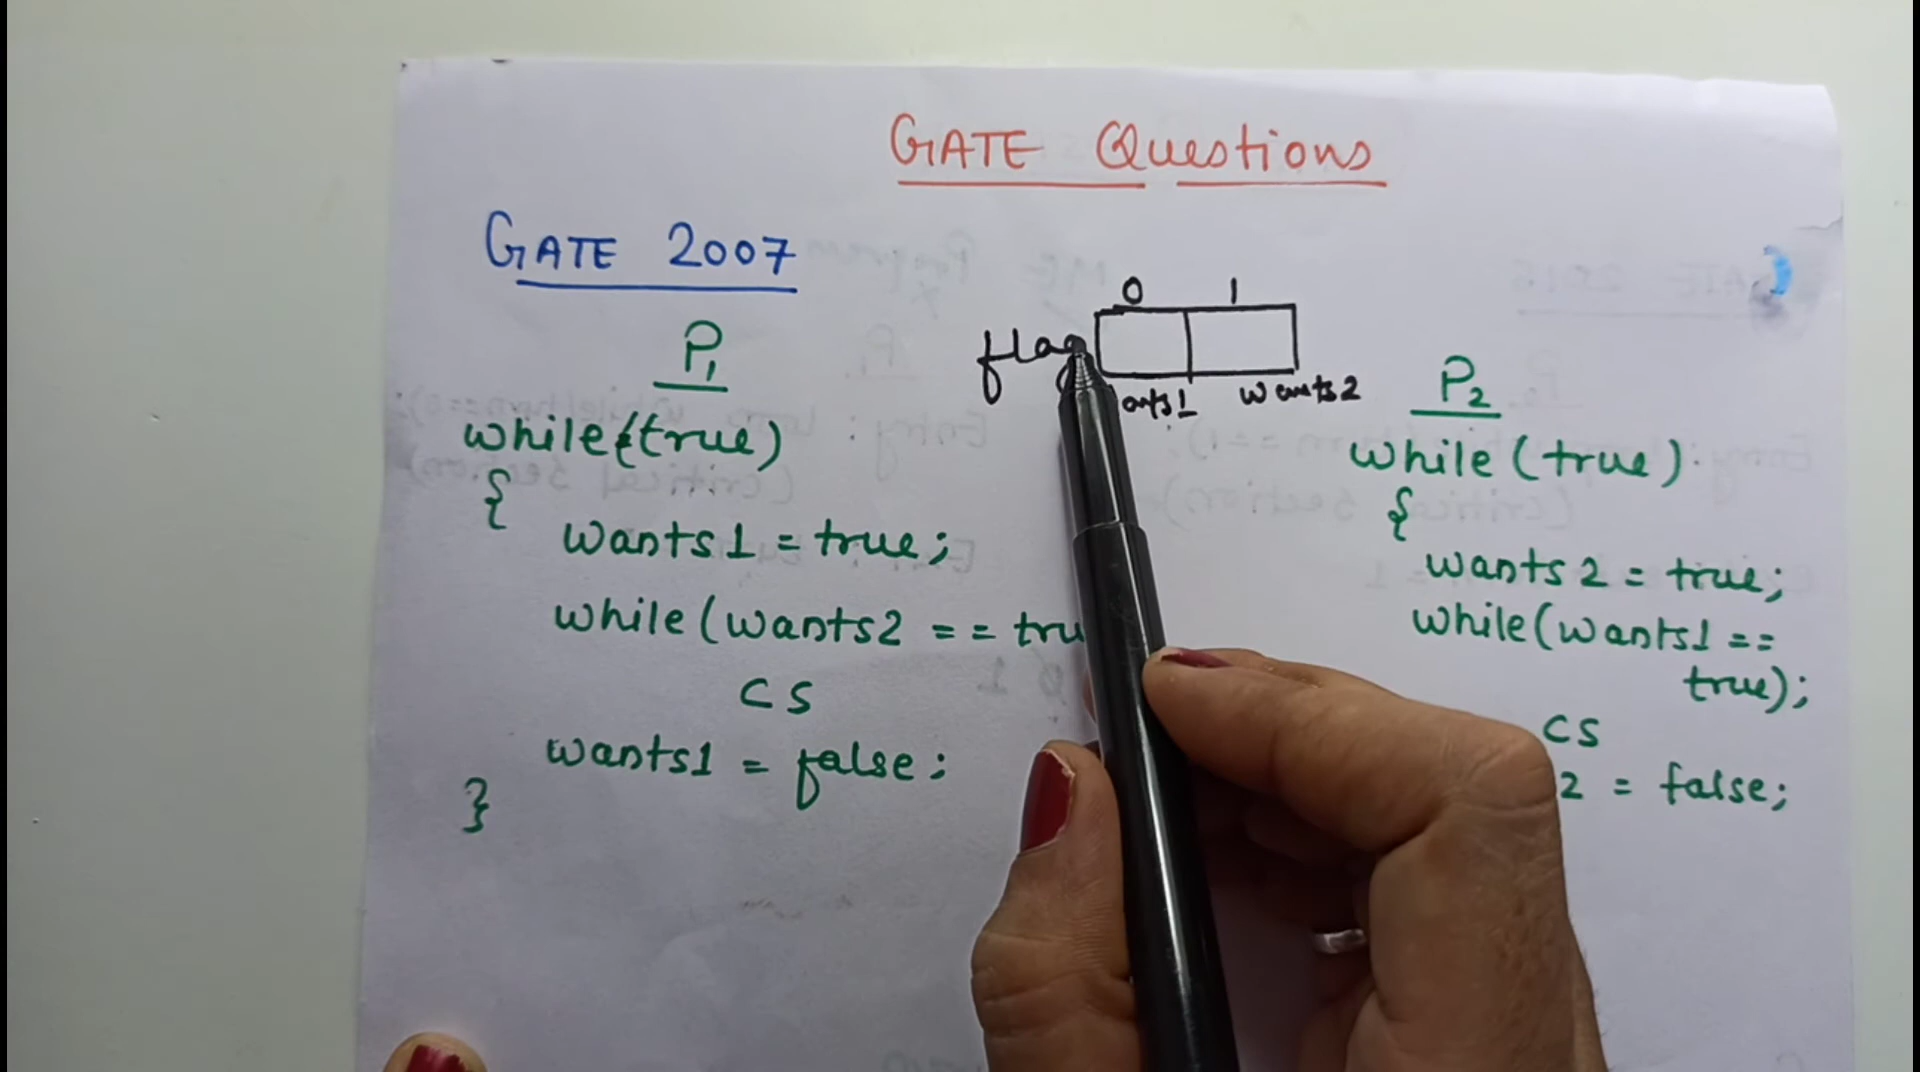 GATE Questions
GATE 2007
0 1
flag
ants1 wants2
P1
while(true)
{
wants1 = true;
while(wants2 == tru
CS
wants1 = false;
}
P2
while(true)
{
wants2 = true;
while(wants1 ==
true);
CS
2 = false;